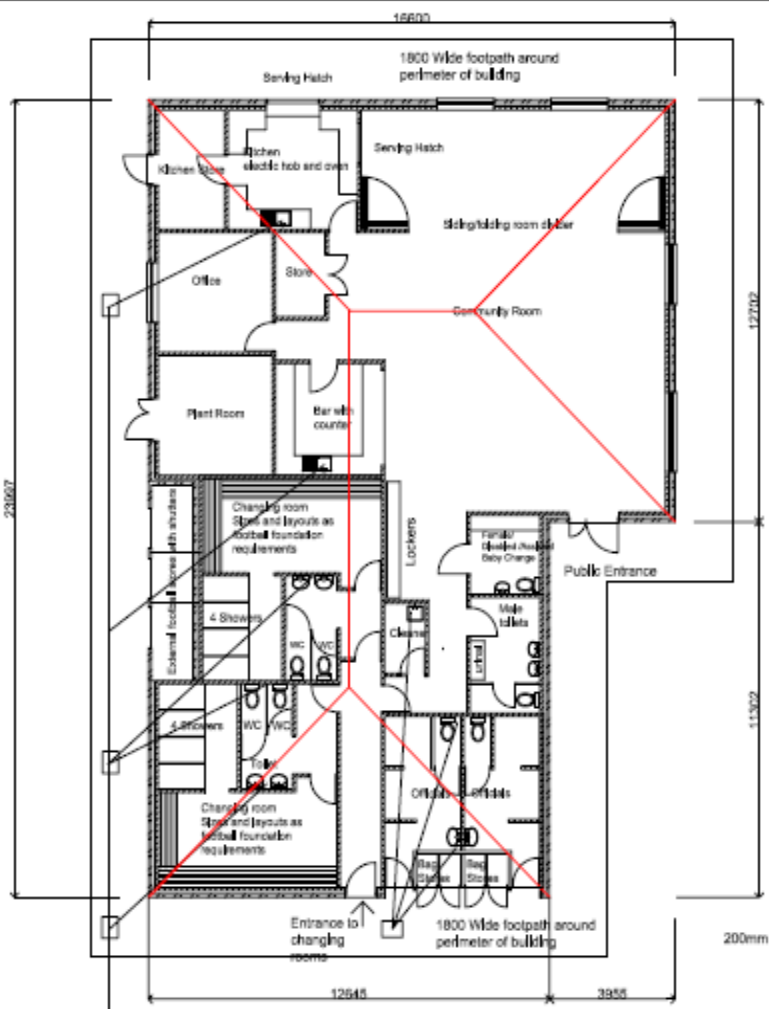 16600
1800 Wide footpath around
perimeter of building
Serving Hatch
Kitchen
electric hob and oven
Serving Hatch
Kitchen Store
Sliding/folding room divider
Office
Store
Community Room
12702
Plant Room
Bar with
counter
23997
Changing room
Sizes and layouts as
football foundation
requirements
External football stores with shutters
Lockers
Female/
Disabled /
Baby Change
Public Entrance
4 Showers
Cleaner
Male
toilets
urinal
WC
WC
4 Showers
WC
WC
Toilet
11302
Officials
Officials
Changing room
Sizes and layouts as
football foundation
requirements
Bag
Stores
Bag
Stores
Entrance to
changing
rooms
1800 Wide footpath around
perimeter of building
200mm
12645
3955